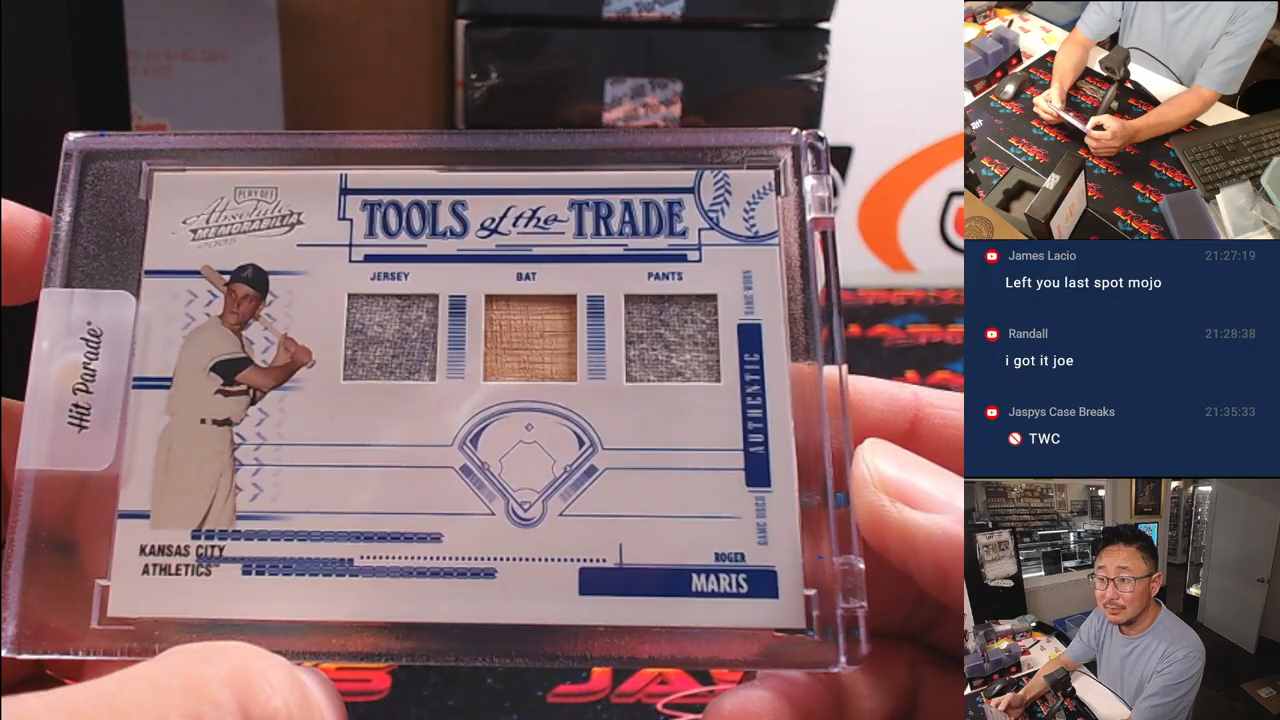 PLAYOFF
Absolute
MEMORABILIA
2005
TOOLS of the TRADE
JERSEY
BAT
PANTS
GAME-WORN
AUTHENTIC
GAME-USED
Hit Parade®
KANSAS CITY
ATHLETICS™
ROGER
MARIS
James Lacio
21:27:19
Left you last spot mojo
Randall
21:28:38
i got it joe
Jaspys Case Breaks
21:35:33
TWC